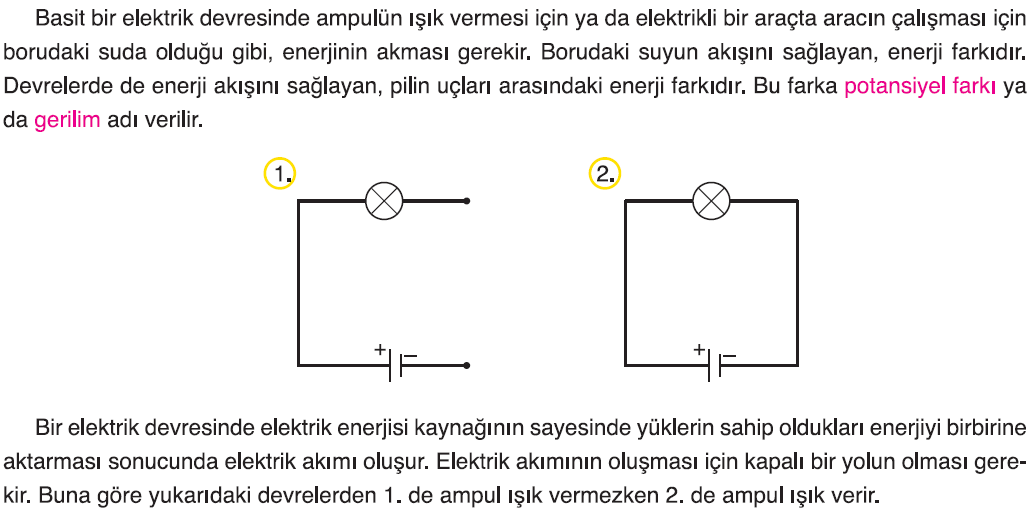 Basit bir elektrik devresinde ampulün ışık vermesi için ya da elektrikli bir araçta aracın çalışması için
borudaki suda olduğu gibi, enerjinin akması gerekir. Borudaki suyun akışını sağlayan, enerji farkıdır.
Devrelerde de enerji akışını sağlayan, pilin uçları arasındaki enerji farkıdır. Bu farka potansiyel farkı ya
da gerilim adı verilir.
1.
2.
+ –
+ –
Bir elektrik devresinde elektrik enerjisi kaynağının sayesinde yüklerin sahip oldukları enerjiyi birbirine
aktarması sonucunda elektrik akımı oluşur. Elektrik akımının oluşması için kapalı bir yolun olması gere-
kir. Buna göre yukarıdaki devrelerden 1. de ampul ışık vermezken 2. de ampul ışık verir.